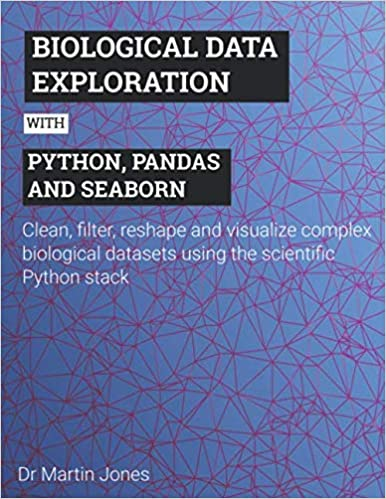 BIOLOGICAL DATA
EXPLORATION
WITH
PYTHON, PANDAS
AND SEABORN
Clean, filter, reshape and visualize complex
biological datasets using the scientific
Python stack
Dr Martin Jones